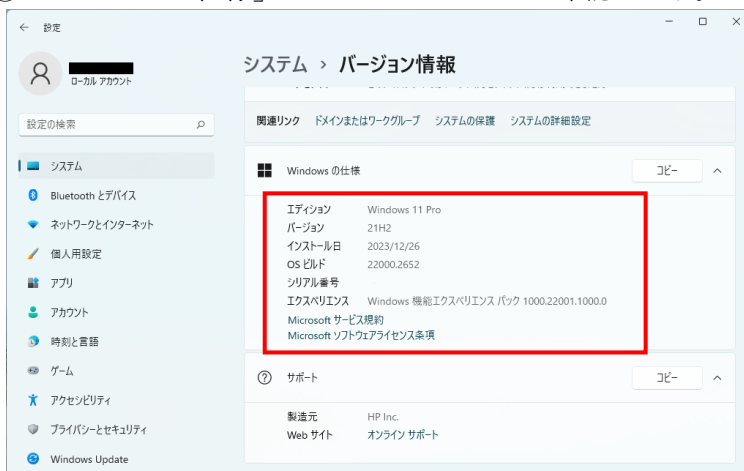 ← 設定
ローカル アカウント
設定の検索
システム
Bluetooth とデバイス
ネットワークとインターネット
個人用設定
アプリ
アカウント
時刻と言語
ゲーム
アクセシビリティ
プライバシーとセキュリティ
Windows Update
システム › バージョン情報
関連リンク ドメインまたはワークグループ システムの保護 システムの詳細設定
Windows の仕様 コピー
エディション Windows 11 Pro
バージョン 21H2
インストール日 2023/12/26
OS ビルド 22000.2652
シリアル番号
エクスペリエンス Windows 機能エクスペリエンス パック 1000.22001.1000.0
Microsoft サービス規約
Microsoft ソフトウェアライセンス条項
サポート コピー
製造元 HP Inc.
Web サイト オンライン サポート